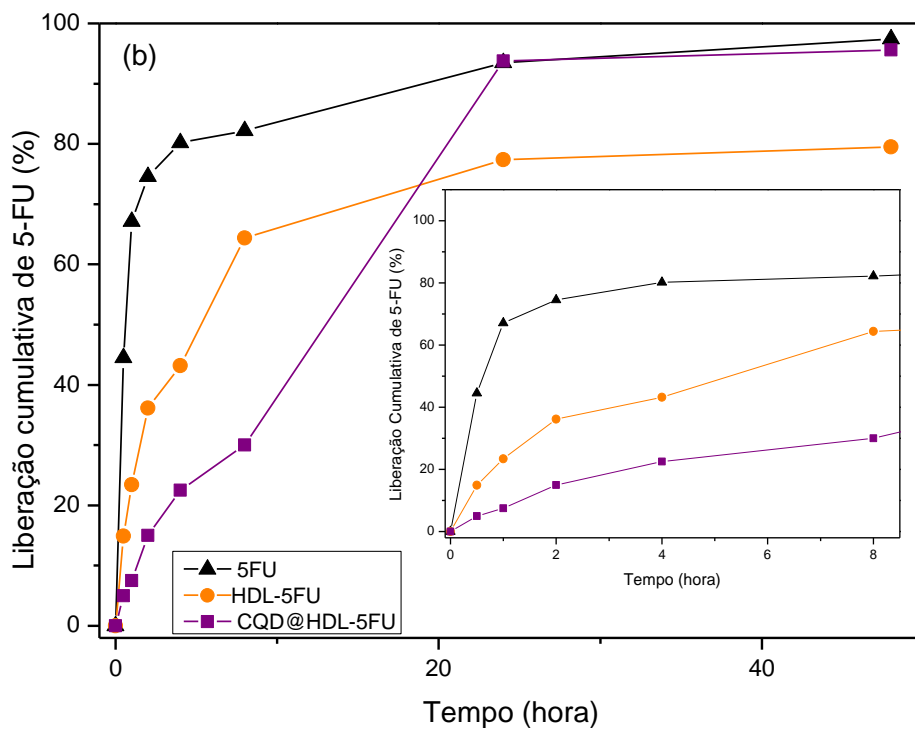 (b)
Liberação cumulativa de 5-FU (%)
100
80
60
40
20
0
0
20
40
Tempo (hora)
5FU
HDL-5FU
CQD@HDL-5FU
Liberação Cumulativa de 5-FU (%)
100
80
60
40
20
0
0
2
4
6
8
Tempo (hora)